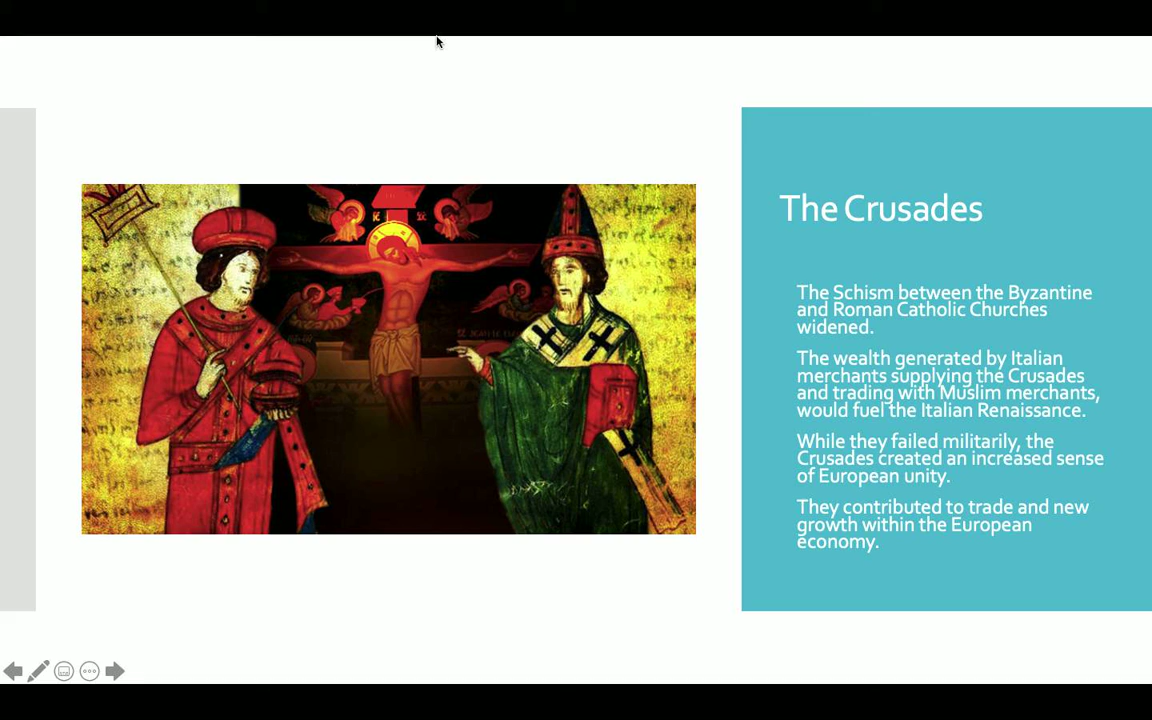 The Crusades
The Schism between the Byzantine
and Roman Catholic Churches
widened.
The wealth generated by Italian
merchants supplying the Crusades
and trading with Muslim merchants,
would fuel the Italian Renaissance.
While they failed militarily, the
Crusades created an increased sense
of European unity.
They contributed to trade and new
growth within the European
economy.